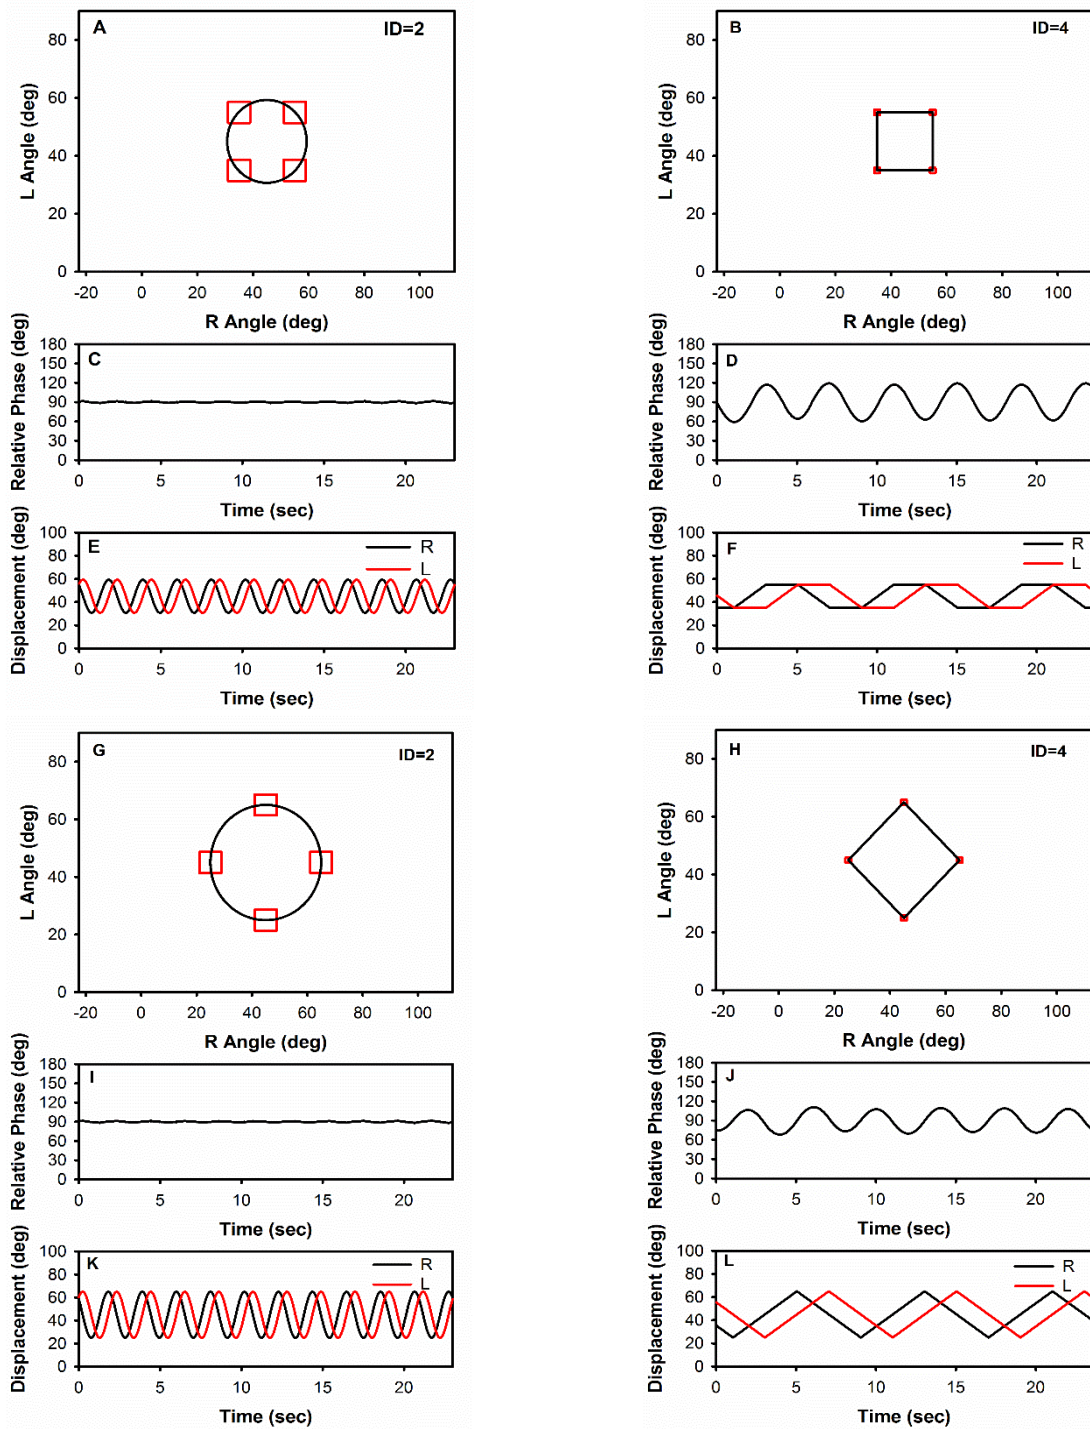 A ID=2
80
60
40
20
0
L Angle (deg)
-20 0 20 40 60 80 100
R Angle (deg)
B ID=4
80
60
40
20
0
L Angle (deg)
-20 0 20 40 60 80 100
R Angle (deg)
C
180
150
120
90
60
30
0
Relative Phase (deg)
0 5 10 15 20
Time (sec)
D
180
150
120
90
60
30
0
Relative Phase (deg)
0 5 10 15 20
Time (sec)
E
R
L
100
80
60
40
20
0
Displacement (deg)
0 5 10 15 20
Time (sec)
F
R
L
100
80
60
40
20
0
Displacement (deg)
0 5 10 15 20
Time (sec)
G ID=2
80
60
40
20
0
L Angle (deg)
-20 0 20 40 60 80 100
R Angle (deg)
H ID=4
80
60
40
20
0
L Angle (deg)
-20 0 20 40 60 80 100
R Angle (deg)
I
180
150
120
90
60
30
0
Relative Phase (deg)
0 5 10 15 20
Time (sec)
J
180
150
120
90
60
30
0
Relative Phase (deg)
0 5 10 15 20
Time (sec)
K
R
L
100
80
60
40
20
0
Displacement (deg)
0 5 10 15 20
Time (sec)
L
R
L
100
80
60
40
20
0
Displacement (deg)
0 5 10 15 20
Time (sec)